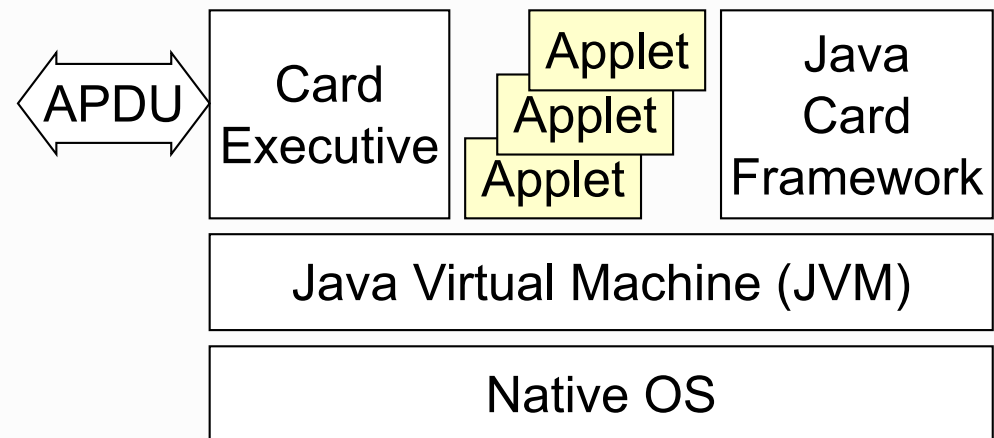 APDU
Card
Executive
Applet
Applet
Applet
Java
Card
Framework
Java Virtual Machine (JVM)
Native OS